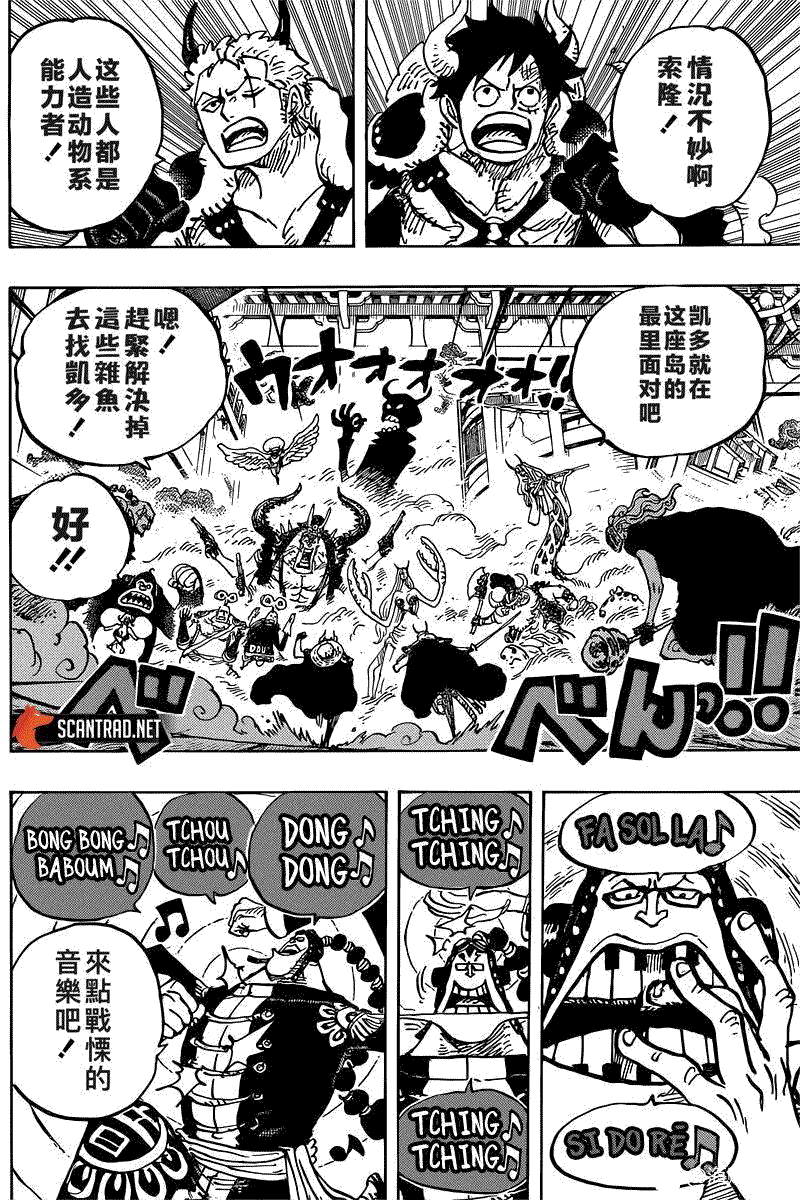 情況不妙啊
索隆！
这些人都是
人造动物系
能力者！
凯多就在
这座岛的
最里面对吧
ウオオオオオオ!!
嗯！
趕緊解決掉
這些雜魚
去找凱多！
好!!
べべんっ!!
SCANTRAD.NET
FA SOL LA♪
SI DO RÉ♫
TCHING♪
TCHING♫
TCHING♪
TCHING♫
DONG♪
DONG♫
TCHOU
TCHOU♪
BONG BONG♫
BABOUM♫
來點戰慄的
音樂吧！